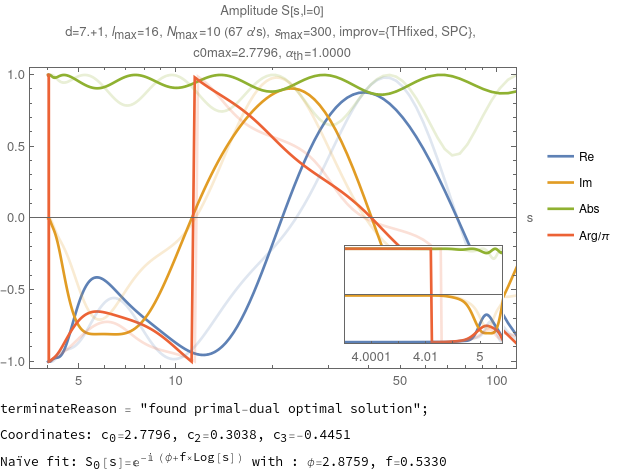 Amplitude S[s,l=0]
d=7.+1, lmax=16, Nmax=10 (67 α's), smax=300, improv={THfixed, SPC},
c0max=2.7796, αth=1.0000
1.0
0.5
0.0
-0.5
-1.0
5
10
50
100
s
Re
Im
Abs
Arg/π
4.0001
4.01
5
terminateReason = "found primal-dual optimal solution";
Coordinates: c0=2.7796, c2=0.3038, c3=-0.4451
Naïve fit: S0[s]=e^-i (ϕ+f×Log[s]) with : ϕ=2.8759, f=0.5330